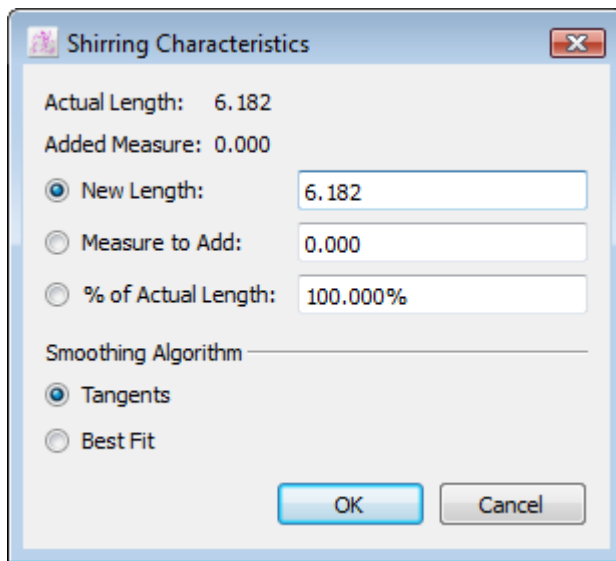 Shirring Characteristics
Actual Length: 6.182
Added Measure: 0.000
New Length: 6.182
Measure to Add: 0.000
% of Actual Length: 100.000%
Smoothing Algorithm
Tangents
Best Fit
OK Cancel